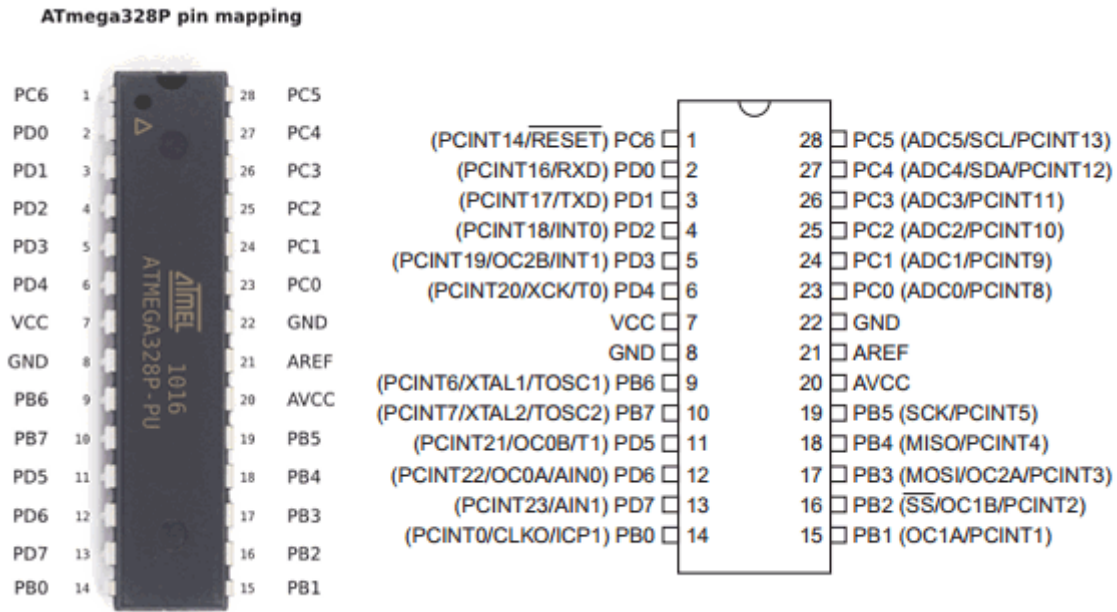 ATmega328P pin mapping
PC6 1 28 PC5
PD0 2 27 PC4
PD1 3 26 PC3
PD2 4 25 PC2
PD3 5 24 PC1
PD4 6 23 PC0
VCC 7 22 GND
GND 8 21 AREF
PB6 9 20 AVCC
PB7 10 19 PB5
PD5 11 18 PB4
PD6 12 17 PB3
PD7 13 16 PB2
PB0 14 15 PB1
ATMEL 1016
ATMEGA328P-PU
(PCINT14/RESET) PC6 1 28 PC5 (ADC5/SCL/PCINT13)
(PCINT16/RXD) PD0 2 27 PC4 (ADC4/SDA/PCINT12)
(PCINT17/TXD) PD1 3 26 PC3 (ADC3/PCINT11)
(PCINT18/INT0) PD2 4 25 PC2 (ADC2/PCINT10)
(PCINT19/OC2B/INT1) PD3 5 24 PC1 (ADC1/PCINT9)
(PCINT20/XCK/T0) PD4 6 23 PC0 (ADC0/PCINT8)
VCC 7 22 GND
GND 8 21 AREF
(PCINT6/XTAL1/TOSC1) PB6 9 20 AVCC
(PCINT7/XTAL2/TOSC2) PB7 10 19 PB5 (SCK/PCINT5)
(PCINT21/OC0B/T1) PD5 11 18 PB4 (MISO/PCINT4)
(PCINT22/OC0A/AIN0) PD6 12 17 PB3 (MOSI/OC2A/PCINT3)
(PCINT23/AIN1) PD7 13 16 PB2 (SS/OC1B/PCINT2)
(PCINT0/CLKO/ICP1) PB0 14 15 PB1 (OC1A/PCINT1)